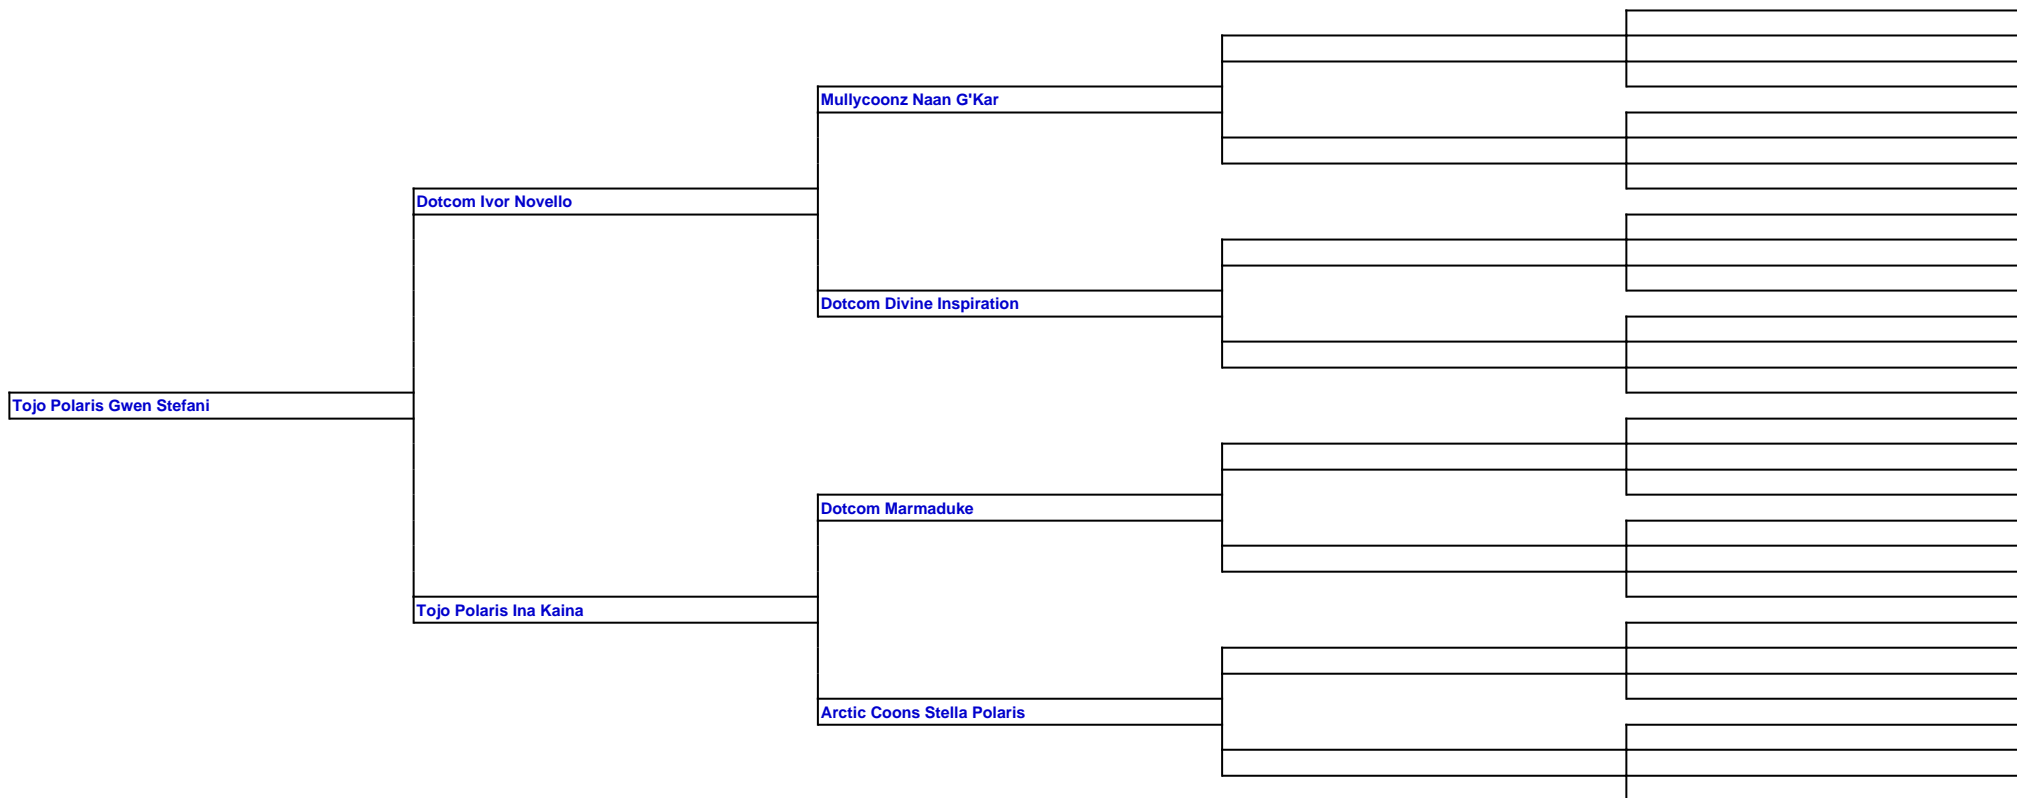 Mullycoonz Naan G'Kar
Dotcom Ivor Novello
Dotcom Divine Inspiration
Tojo Polaris Gwen Stefani
Dotcom Marmaduke
Tojo Polaris Ina Kaina
Arctic Coons Stella Polaris